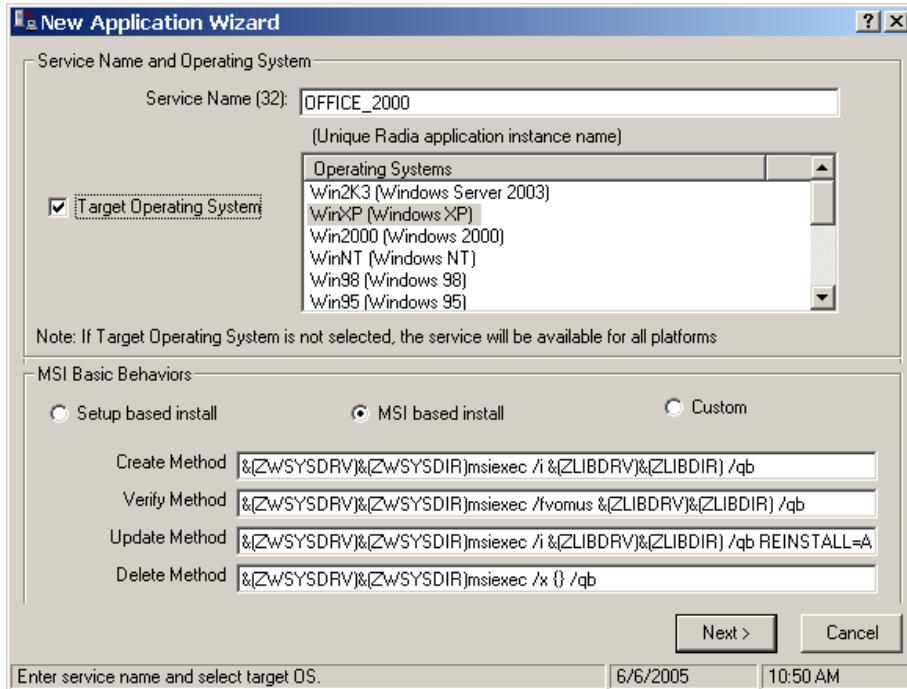 New Application Wizard
Service Name and Operating System
Service Name (32): OFFICE_2000
(Unique Radia application instance name)
Operating Systems
Win2K3 (Windows Server 2003)
Target Operating System
WinXP (Windows XP)
Win2000 (Windows 2000)
WinNT (Windows NT)
Win98 (Windows 98)
Win95 (Windows 95)
Note: If Target Operating System is not selected, the service will be available for all platforms
MSI Basic Behaviors
Setup based install MSI based install Custom
Create Method &(ZWSYSDRV)&(ZWSYSDIR)msiexec /i &(ZLIBDRV)&(ZLIBDIR) /qb
Verify Method &(ZWSYSDRV)&(ZWSYSDIR)msiexec /fvomus &(ZLIBDRV)&(ZLIBDIR) /qb
Update Method &(ZWSYSDRV)&(ZWSYSDIR)msiexec /i &(ZLIBDRV)&(ZLIBDIR) /qb REINSTALL=A
Delete Method &(ZWSYSDRV)&(ZWSYSDIR)msiexec /x {} /qb
Next > Cancel
Enter service name and select target OS. 6/6/2005 10:50 AM